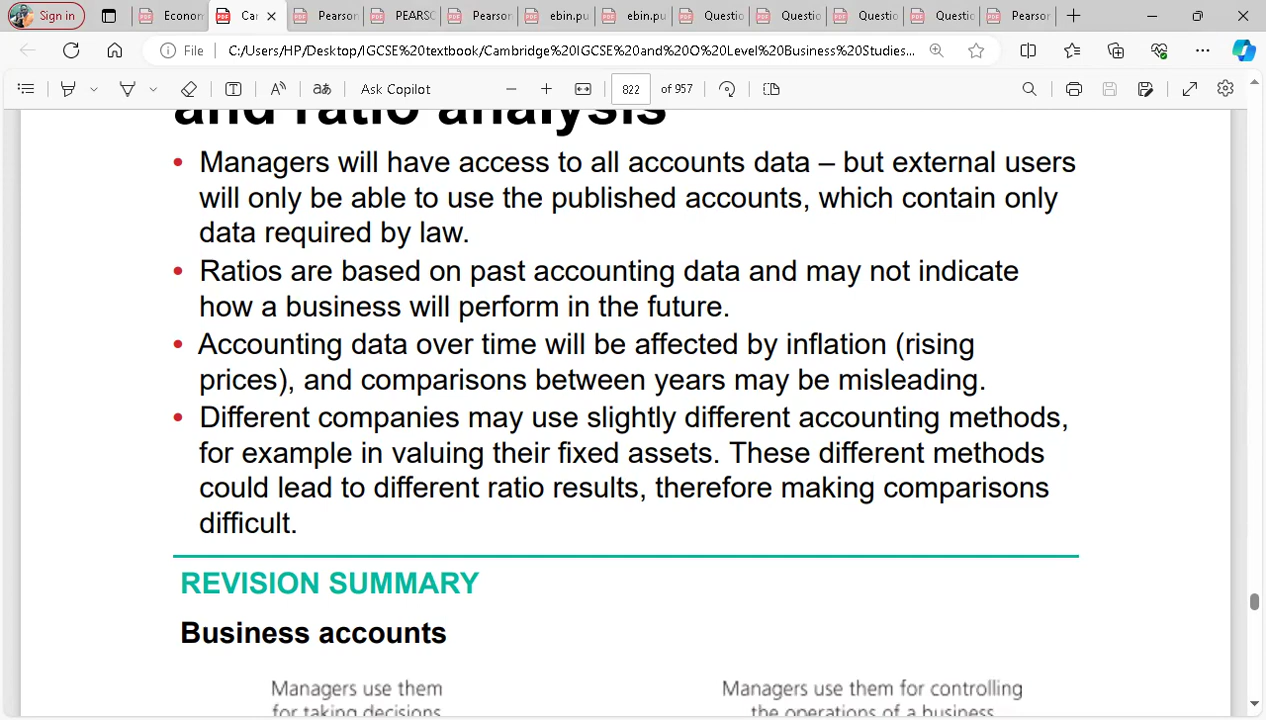 Sign in
Econom
Ca
Pearson
PEARSO
Pearson
ebin.pu
ebin.pu
Questio
Questio
Questio
Questio
Pearson
File
C:/Users/HP/Desktop/IGCSE%20textbook/Cambridge%20IGCSE%20and%20O%20Level%20Business%20Studies...
Ask Copilot
822 of 957
and ratio analysis
• Managers will have access to all accounts data – but external users
will only be able to use the published accounts, which contain only
data required by law.
• Ratios are based on past accounting data and may not indicate
how a business will perform in the future.
• Accounting data over time will be affected by inflation (rising
prices), and comparisons between years may be misleading.
• Different companies may use slightly different accounting methods,
for example in valuing their fixed assets. These different methods
could lead to different ratio results, therefore making comparisons
difficult.
REVISION SUMMARY
Business accounts
Managers use them
for taking decisions
Managers use them for controlling
the operations of a business